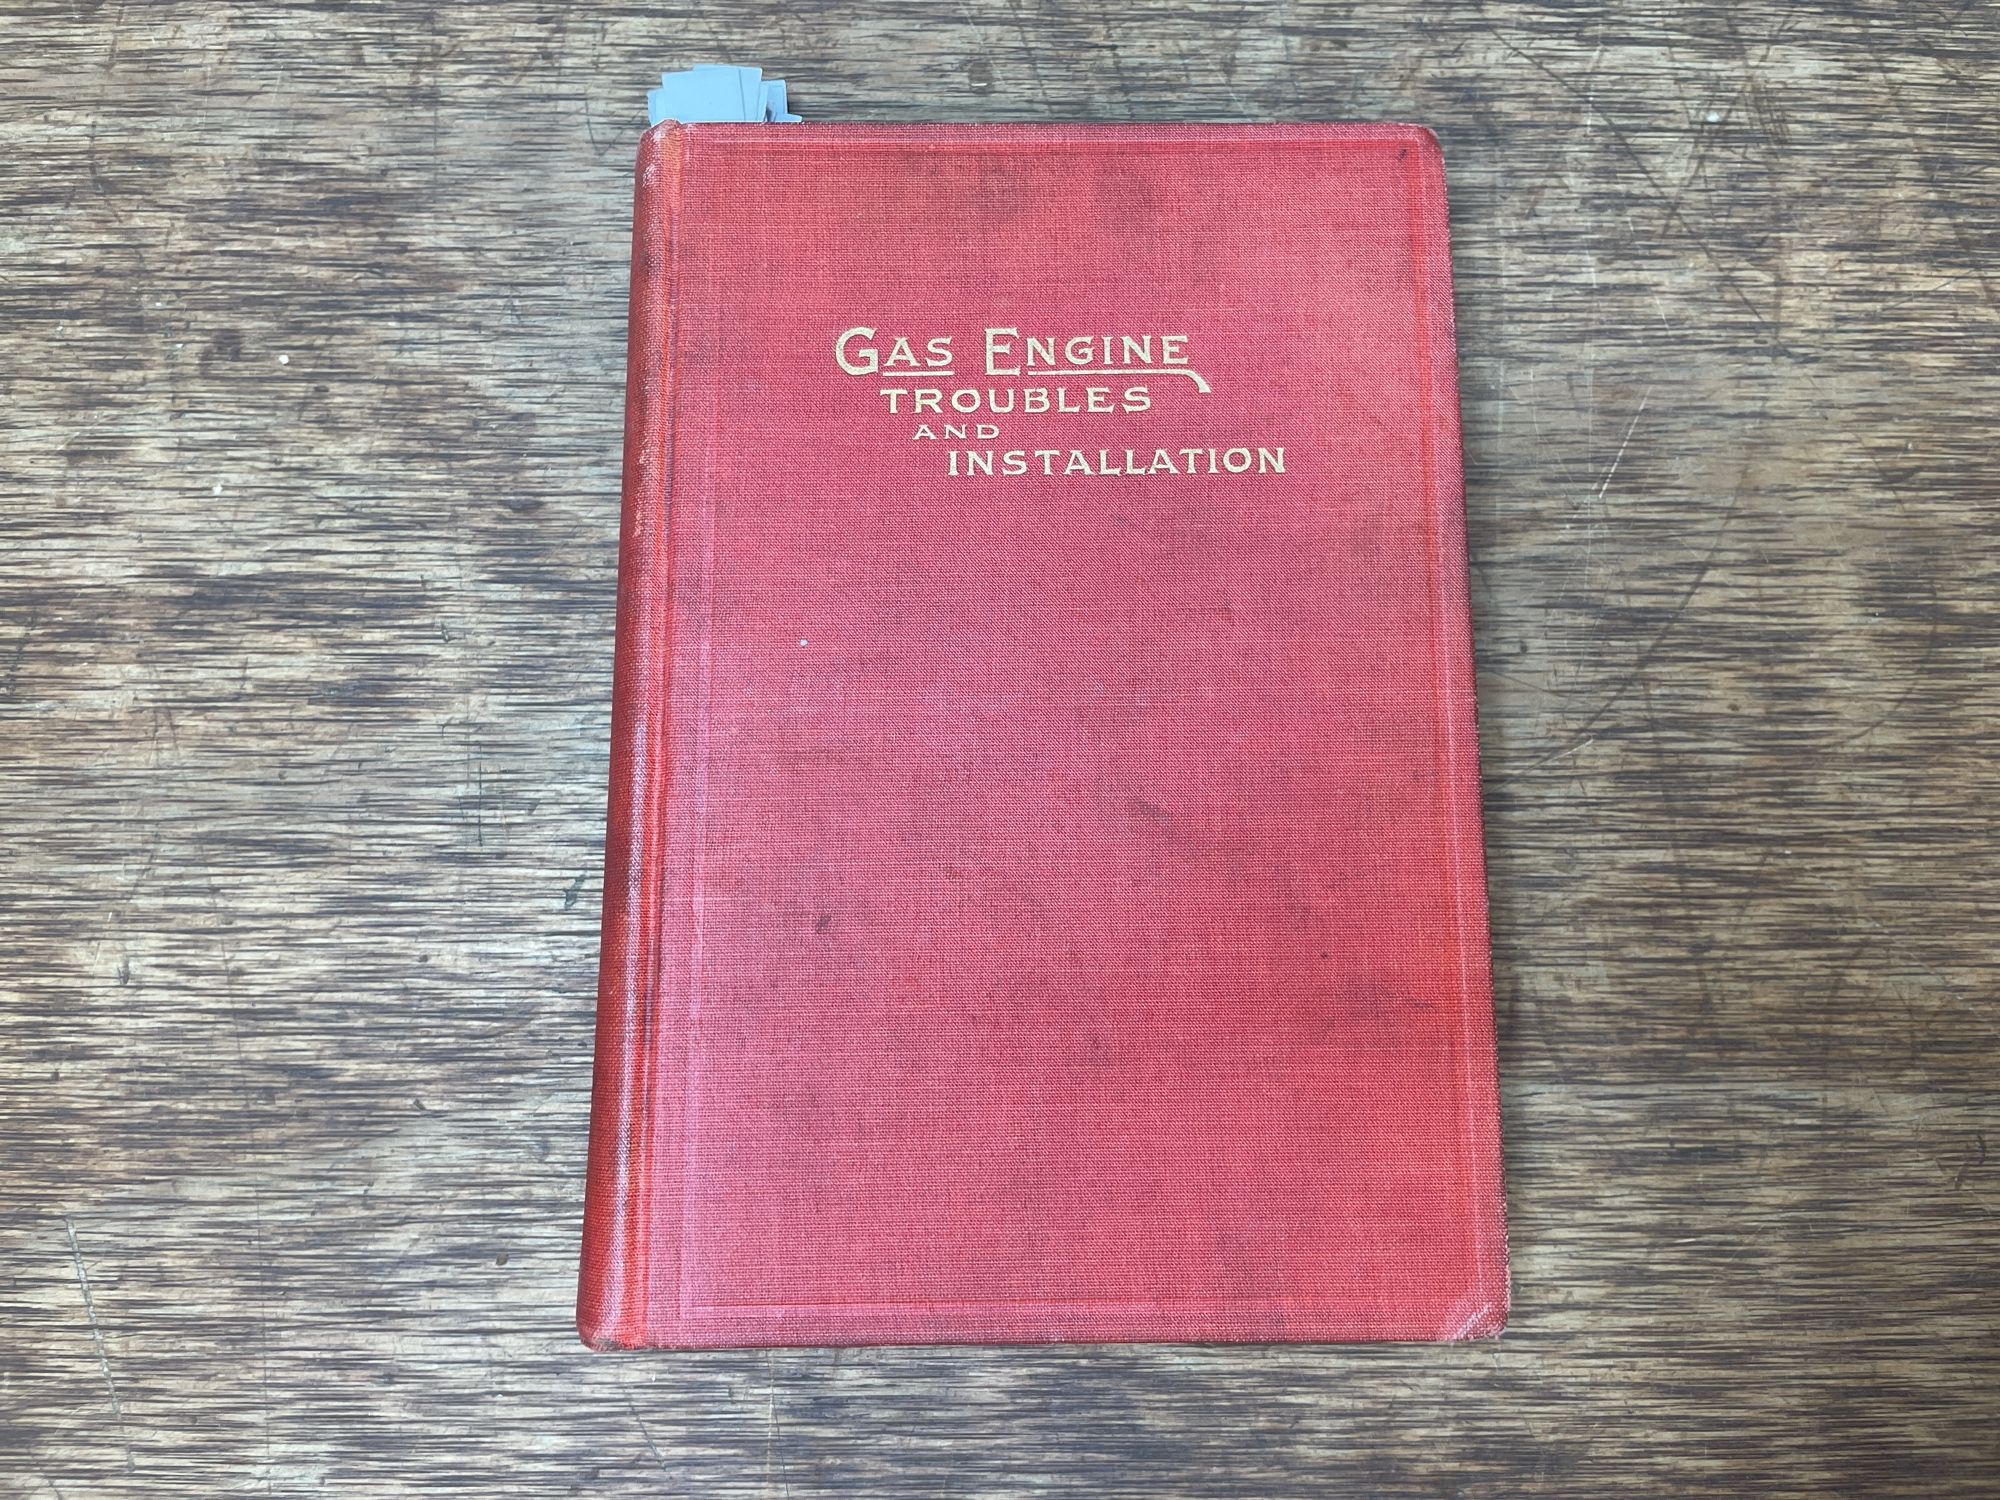 GAS ENGINE
TROUBLES
AND
INSTALLATION